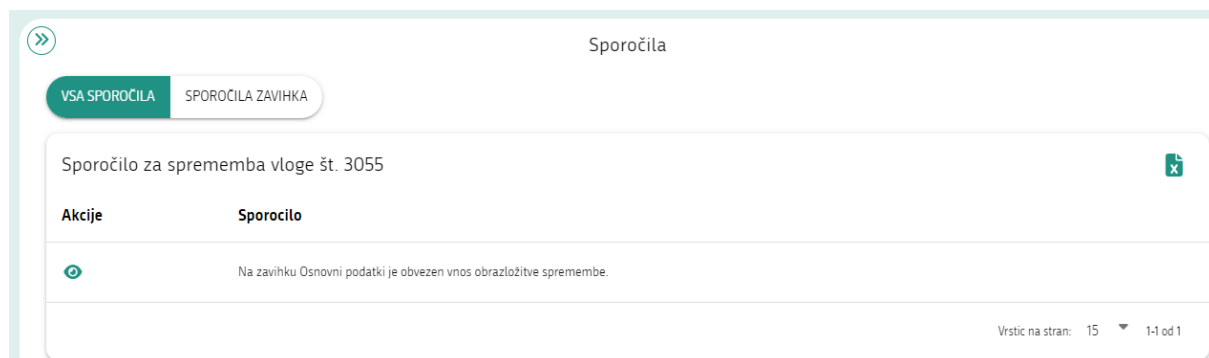 Sporočila
VSA SPOROČILA SPOROČILA ZAVIHKA
Sporočilo za sprememba vloge št. 3055
Akcije Sporocilo
Na zavihku Osnovni podatki je obvezen vnos obrazložitve spremembe.
Vrstic na stran: 15 1-1 od 1